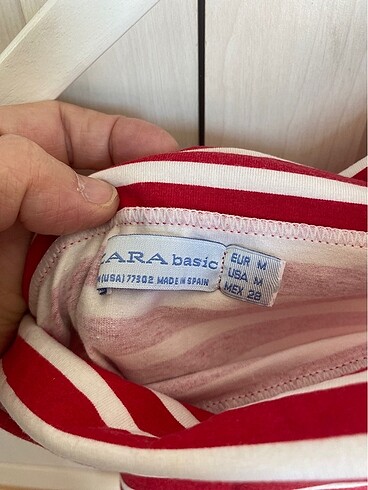 ZARA basic
(USA) 77302 MADE IN SPAIN
EUR M
USA M
MEX 28